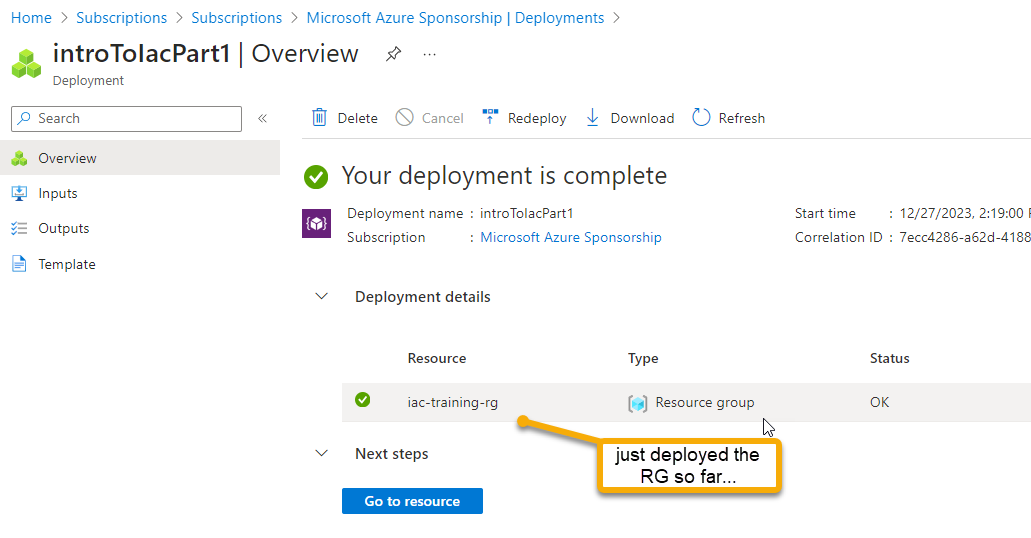 Home > Subscriptions > Subscriptions > Microsoft Azure Sponsorship | Deployments >
introToIacPart1 | Overview ...
Deployment
Search «
Delete Cancel Redeploy Download Refresh
Overview
Inputs
Outputs
Template
Your deployment is complete
Deployment name : introToIacPart1 Start time : 12/27/2023, 2:19:00
Subscription : Microsoft Azure Sponsorship Correlation ID : 7ecc4286-a62d-4188
Deployment details
Resource Type Status
iac-training-rg Resource group OK
just deployed the
RG so far...
Next steps
Go to resource